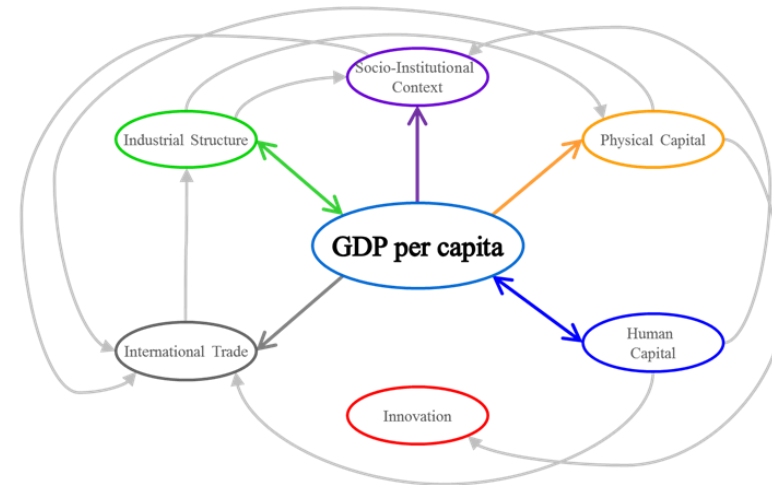 Socio-Institutional
Context
Industrial Structure
Physical Capital
GDP per capita
International Trade
Human
Capital
Innovation